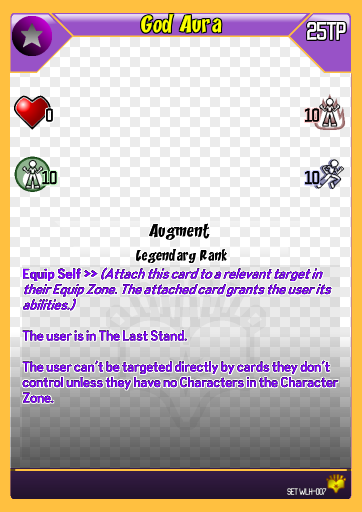 God Aura
25TP
0
10
10
10
Augment
Legendary Rank
Equip Self >> (Attach this card to a relevant target in
their Equip Zone. The attached card grants the user its
abilities.)
The user is in The Last Stand.
The user can't be targeted directly by cards they don't
control unless they have no Characters in the Character
Zone.
SET WLH-007